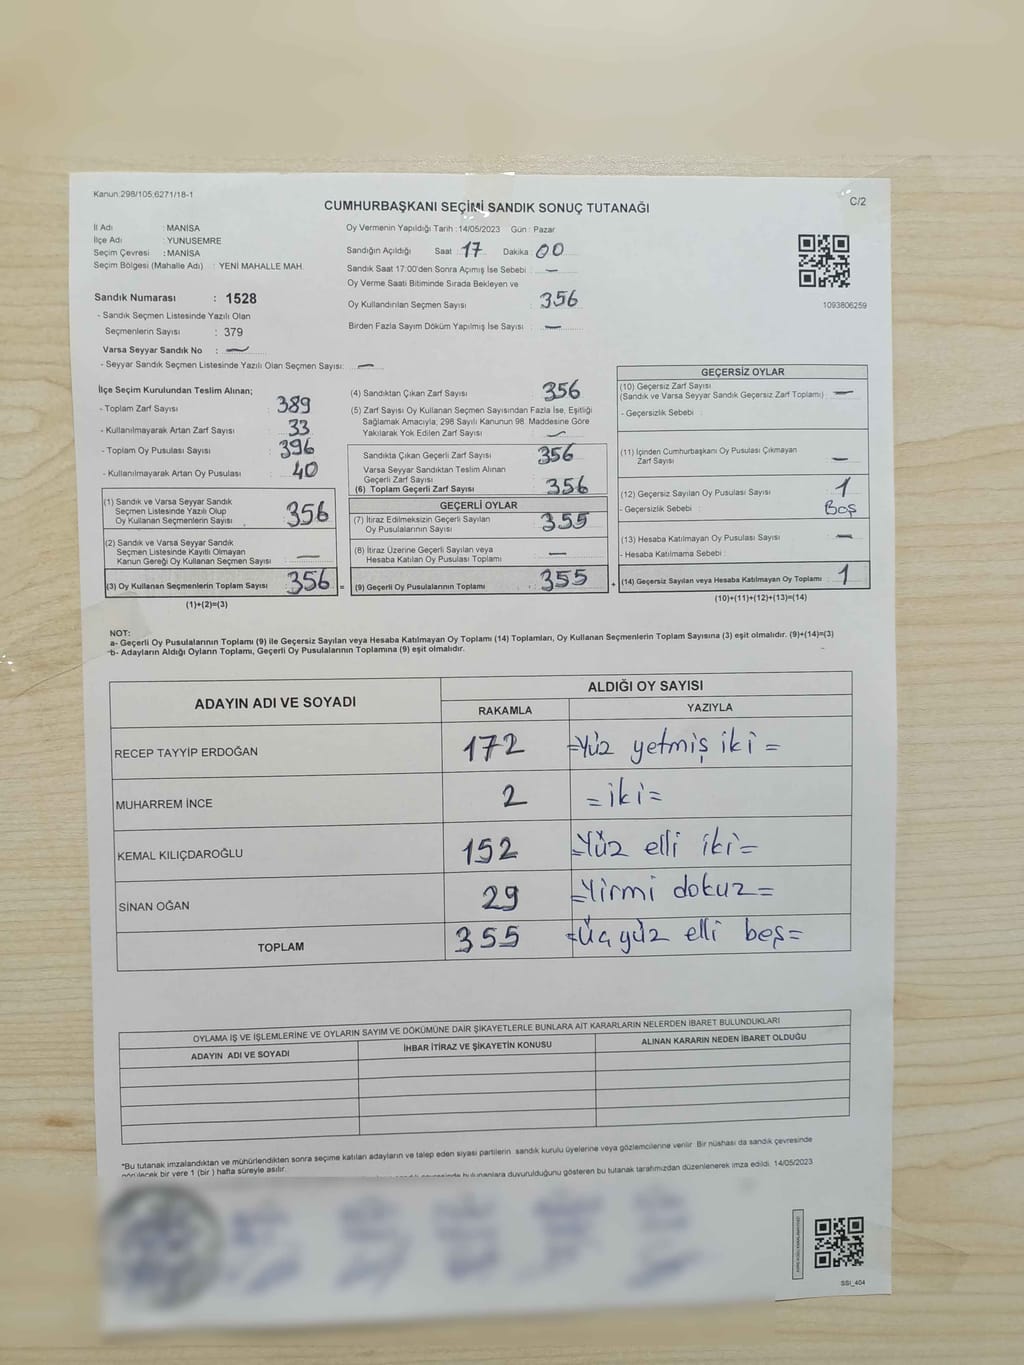 Kanun:298/105;6271/18-1
C/2
CUMHURBAŞKANI SEÇİMİ SANDIK SONUÇ TUTANAĞI
İl Adı : MANİSA
İlçe Adı : YUNUSEMRE
Seçim Çevresi : MANİSA
Seçim Bölgesi (Mahalle Adı) : YENİ MAHALLE MAH.
Sandık Numarası : 1528
- Sandık Seçmen Listesinde Yazılı Olan
Seçmenlerin Sayısı : 379
Varsa Seyyar Sandık No : —
- Seyyar Sandık Seçmen Listesinde Yazılı Olan Seçmen Sayısı: —
Oy Vermenin Yapıldığı Tarih : 14/05/2023 Gün : Pazar
Sandığın Açıldığı Saat : 17 Dakika 00
Sandık Saat 17:00'den Sonra Açımış İse Sebebi : —
Oy Verme Saati Bitiminde Sırada Bekleyen ve
Oy Kullandırılan Seçmen Sayısı : 356
Birden Fazla Sayım Döküm Yapılmış İse Sayısı : —
1093806259
İlçe Seçim Kurulundan Teslim Alınan;
- Toplam Zarf Sayısı : 389
- Kullanılmayarak Artan Zarf Sayısı : 33
- Toplam Oy Pusulası Sayısı : 396
- Kullanılmayarak Artan Oy Pusulası : 40
(1) Sandık ve Varsa Seyyar Sandık
Seçmen Listesinde Yazılı Olup
Oy Kullanan Seçmenlerin Sayısı : 356
(2) Sandık ve Varsa Seyyar Sandık
Seçmen Listesinde Kayıtlı Olmayan
Kanun Gereği Oy Kullanan Seçmen Sayısı : —
(3) Oy Kullanan Seçmenlerin Toplam Sayısı : 356 =
(1)+(2)=(3)
(4) Sandıktan Çıkan Zarf Sayısı : 356
(5) Zarf Sayısı Oy Kullanan Seçmen Sayısından Fazla İse, Eşitliği
Sağlamak Amacıyla; 298 Sayılı Kanunun 98. Maddesine Göre
Yakılarak Yok Edilen Zarf Sayısı : —
Sandıkta Çıkan Geçerli Zarf Sayısı : 356
Varsa Seyyar Sandıktan Teslim Alınan
Geçerli Zarf Sayısı
(6) Toplam Geçerli Zarf Sayısı : 356
GEÇERLİ OYLAR
(7) İtiraz Edilmeksizin Geçerli Sayılan
Oy Pusulalarının Sayısı : 355
(8) İtiraz Üzerine Geçerli Sayılan veya
Hesaba Katılan Oy Pusulası Toplamı : —
(9) Geçerli Oy Pusulalarının Toplamı : 355 +
GEÇERSİZ OYLAR
(10) Geçersiz Zarf Sayısı
(Sandık ve Varsa Seyyar Sandık Geçersiz Zarf Toplamı) : —
- Geçersizlik Sebebi :
(11) İçinden Cumhurbaşkanı Oy Pusulası Çıkmayan
Zarf Sayısı : —
(12) Geçersiz Sayılan Oy Pusulası Sayısı : 1
- Geçersizlik Sebebi : Boş
(13) Hesaba Katılmayan Oy Pusulası Sayısı : —
- Hesaba Katılmama Sebebi :
(14) Geçersiz Sayılan veya Hesaba Katılmayan Oy Toplamı : 1
(10)+(11)+(12)+(13)=(14)
NOT:
a- Geçerli Oy Pusulalarının Toplamı (9) ile Geçersiz Sayılan veya Hesaba Katılmayan Oy Toplamı (14) Toplamları, Oy Kullanan Seçmenlerin Toplam Sayısına (3) eşit olmalıdır. (9)+(14)=(3)
b- Adayların Aldığı Oyların Toplamı, Geçerli Oy Pusulalarının Toplamına (9) eşit olmalıdır.
ADAYIN ADI VE SOYADI
ALDIĞI OY SAYISI
RAKAMLA YAZIYLA
RECEP TAYYİP ERDOĞAN 172 =Yüz yetmiş iki=
MUHARREM İNCE 2 =iki=
KEMAL KILIÇDAROĞLU 152 =Yüz elli iki=
SİNAN OĞAN 29 =Yirmi dokuz=
TOPLAM 355 =Üç yüz elli beş=
OYLAMA İŞ VE İŞLEMLERİNE VE OYLARIN SAYIM VE DÖKÜMÜNE DAİR ŞİKAYETLERLE BUNLARA AİT KARARLARIN NELERDEN İBARET BULUNDUKLARI
ADAYIN ADI VE SOYADI İHBAR İTİRAZ VE ŞİKAYETİN KONUSU ALINAN KARARIN NEDEN İBARET OLDUĞU
*Bu tutanak imzalandıktan ve mühürlendikten sonra seçime katılan adayların ve talep eden siyasi partilerin sandık kurulu üyelerine veya gözlemcilerine verilir. Bir nüshası da sandık çevresinde
görülecek bir yere 1 (bir) hafta süreyle asılır.
bulunanlara duyurulduğunu gösteren bu tutanak tarafımızdan düzenlenerek imza edildi. 14/05/2023
SSI_404